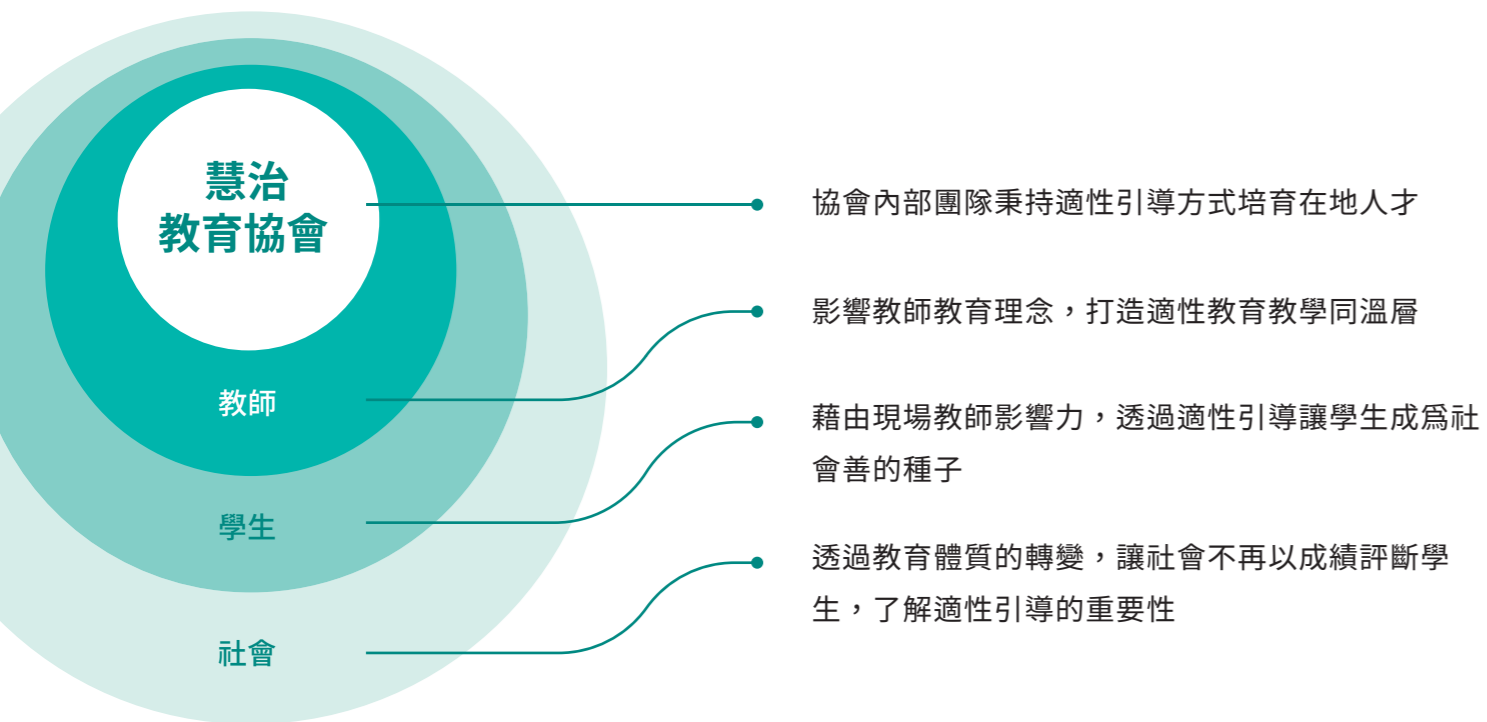 慧治
教育協會
協會內部團隊秉持適性引導方式培育在地人才
教師
影響教師教育理念，打造適性教育教學同溫層
學生
藉由現場教師影響力，透過適性引導讓學生成爲社
會善的種子
社會
透過教育體質的轉變，讓社會不再以成績評斷學
生，了解適性引導的重要性